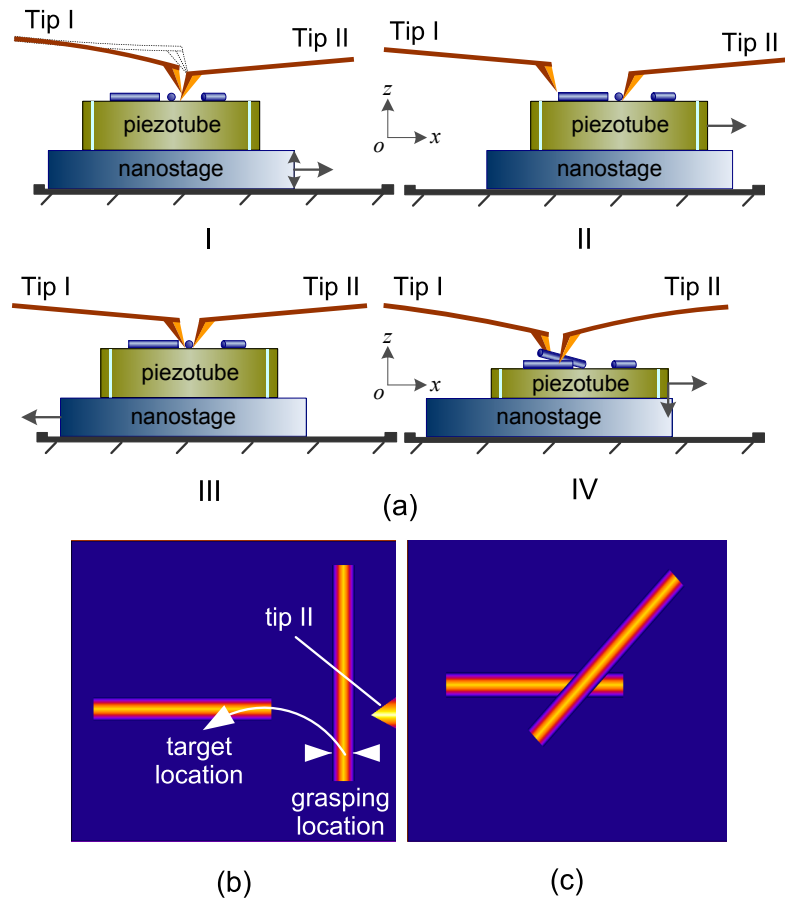 Tip I
Tip II
piezotube
nanostage
I
z
o
x
Tip I
Tip II
piezotube
nanostage
II
Tip I
Tip II
piezotube
nanostage
III
z
o
x
Tip I
Tip II
piezotube
nanostage
IV
(a)
tip II
target
location
grasping
location
(b)
(c)